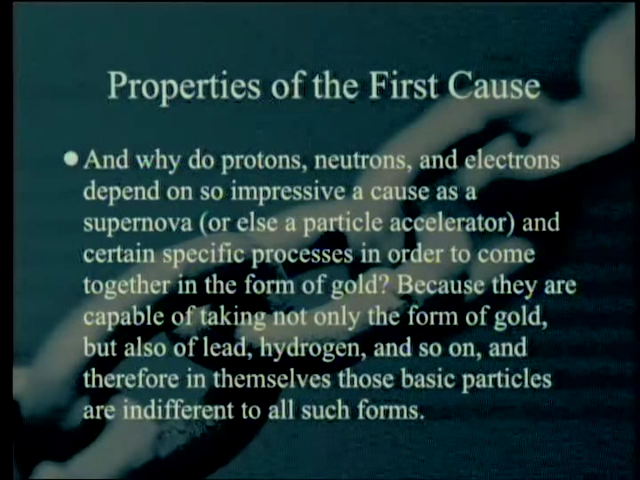 Properties of the First Cause
● And why do protons, neutrons, and electrons
depend on so impressive a cause as a
supernova (or else a particle accelerator) and
certain specific processes in order to come
together in the form of gold? Because they are
capable of taking not only the form of gold,
but also of lead, hydrogen, and so on, and
therefore in themselves those basic particles
are indifferent to all such forms.